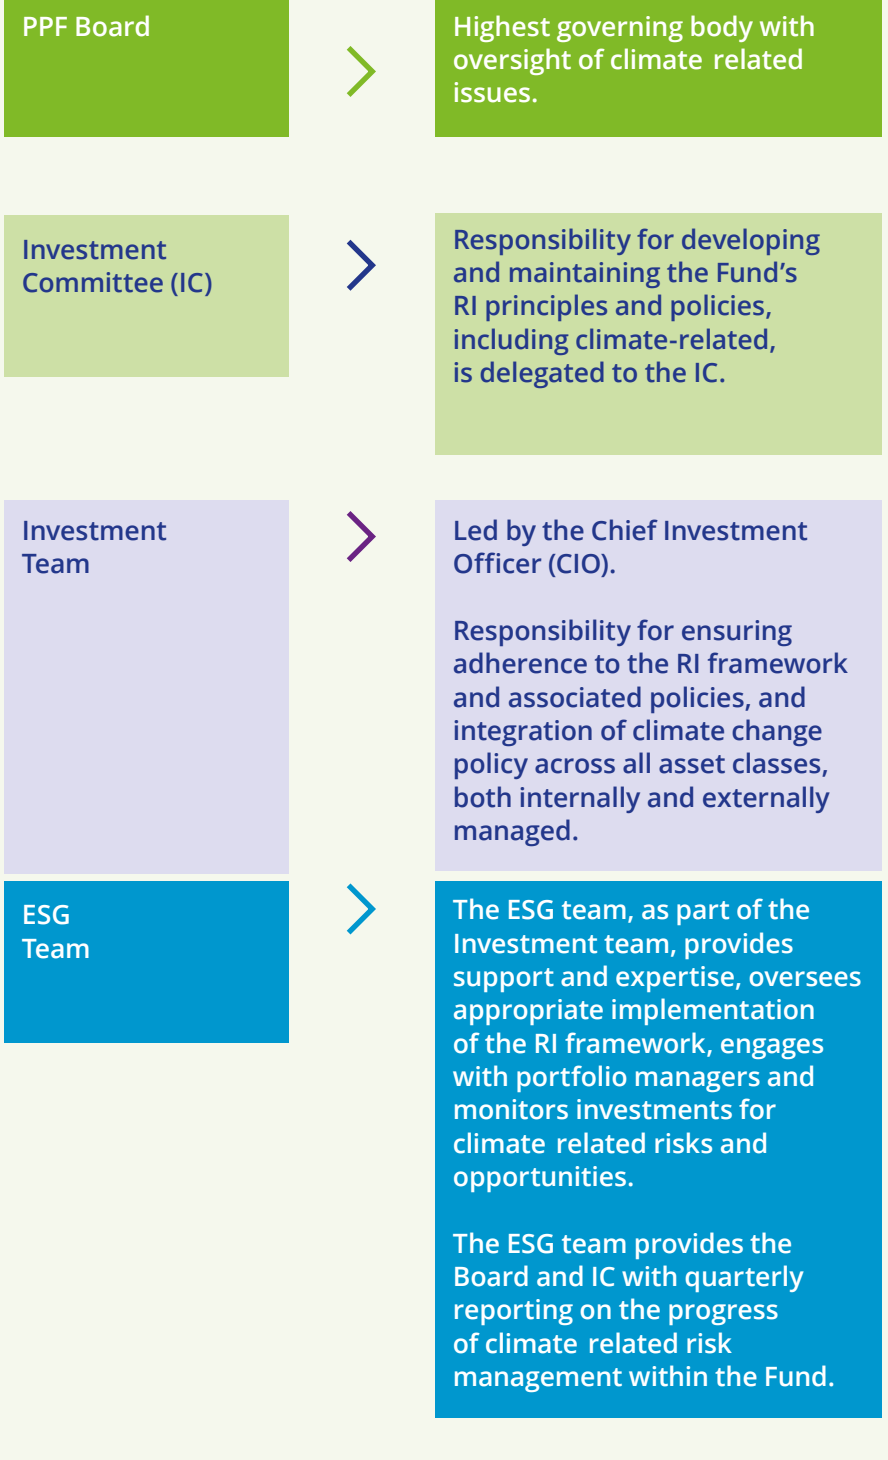 PPF Board
Highest governing body with
oversight of climate related
issues.
Investment
Committee (IC)
Responsibility for developing
and maintaining the Fund’s
RI principles and policies,
including climate-related,
is delegated to the IC.
Investment
Team
Led by the Chief Investment
Officer (CIO).
Responsibility for ensuring
adherence to the RI framework
and associated policies, and
integration of climate change
policy across all asset classes,
both internally and externally
managed.
ESG
Team
The ESG team, as part of the
Investment team, provides
support and expertise, oversees
appropriate implementation
of the RI framework, engages
with portfolio managers and
monitors investments for
climate related risks and
opportunities.
The ESG team provides the
Board and IC with quarterly
reporting on the progress
of climate related risk
management within the Fund.